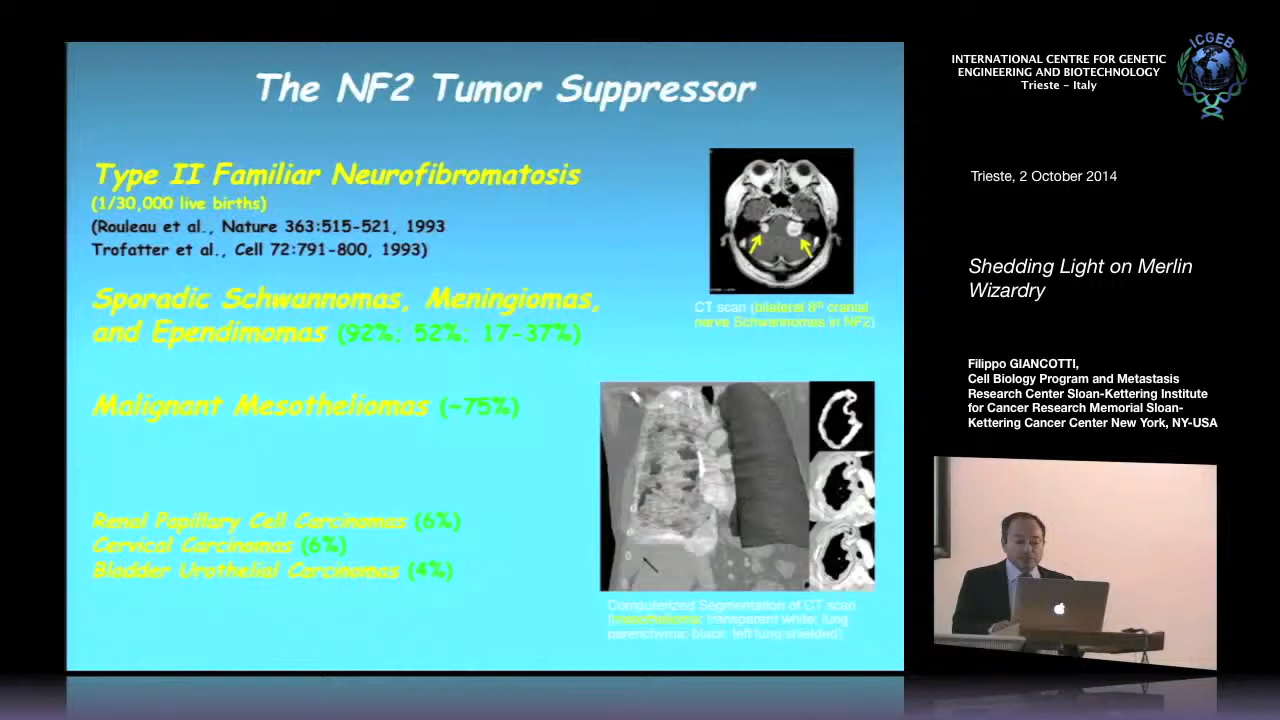 The NF2 Tumor Suppressor
Type II Familiar Neurofibromatosis
(1/30,000 live births)
(Rouleau et al., Nature 363:515-521, 1993
Trofatter et al., Cell 72:791-800, 1993)
Sporadic Schwannomas, Meningiomas,
and Ependimomas (92%; 52%; 17-37%)
Malignant Mesotheliomas (~75%)
Renal Papillary Cell Carcinomas (6%)
Cervical Carcinomas (6%)
Bladder Urothelial Carcinomas (4%)
CT scan (bilateral 8th cranial
nerve Schwannomas in NF2)
Computerized Segmentation of CT scan
(mesothelioma: transparent white; lung
parenchyma: black; left lung shielded)
INTERNATIONAL CENTRE FOR GENETIC
ENGINEERING AND BIOTECHNOLOGY
Trieste - Italy
ICGEB
Trieste, 2 October 2014
Shedding Light on Merlin
Wizardry
Filippo GIANCOTTI,
Cell Biology Program and Metastasis
Research Center Sloan-Kettering Institute
for Cancer Research Memorial Sloan-
Kettering Cancer Center New York, NY-USA